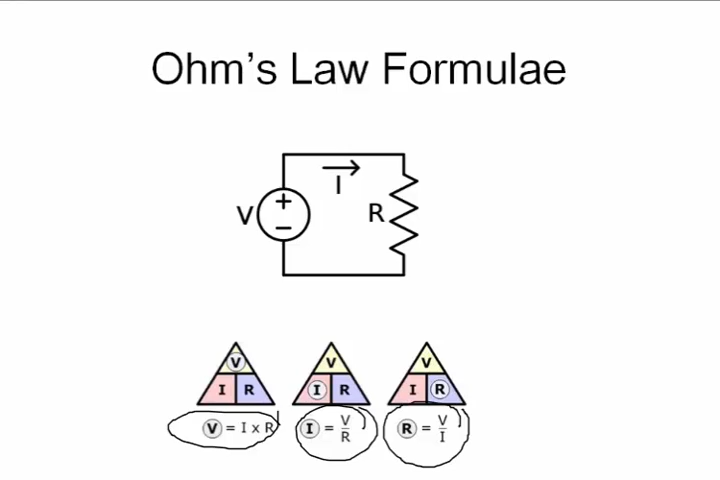 Ohm's Law Formulae
I
V + −
R
V V V
I R I R I R
V = I x R I = V/R R = V/I